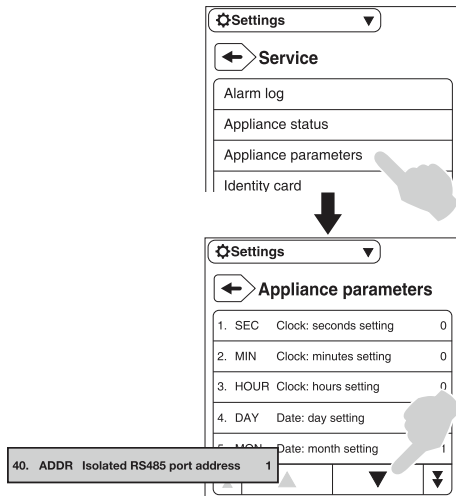 Settings
Service
Alarm log
Appliance status
Appliance parameters
Identity card
Settings
Appliance parameters
1. SEC Clock: seconds setting 0
2. MIN Clock: minutes setting 0
3. HOUR Clock: hours setting 0
4. DAY Date: day setting
5. MON Date: month setting 1
40. ADDR Isolated RS485 port address 1